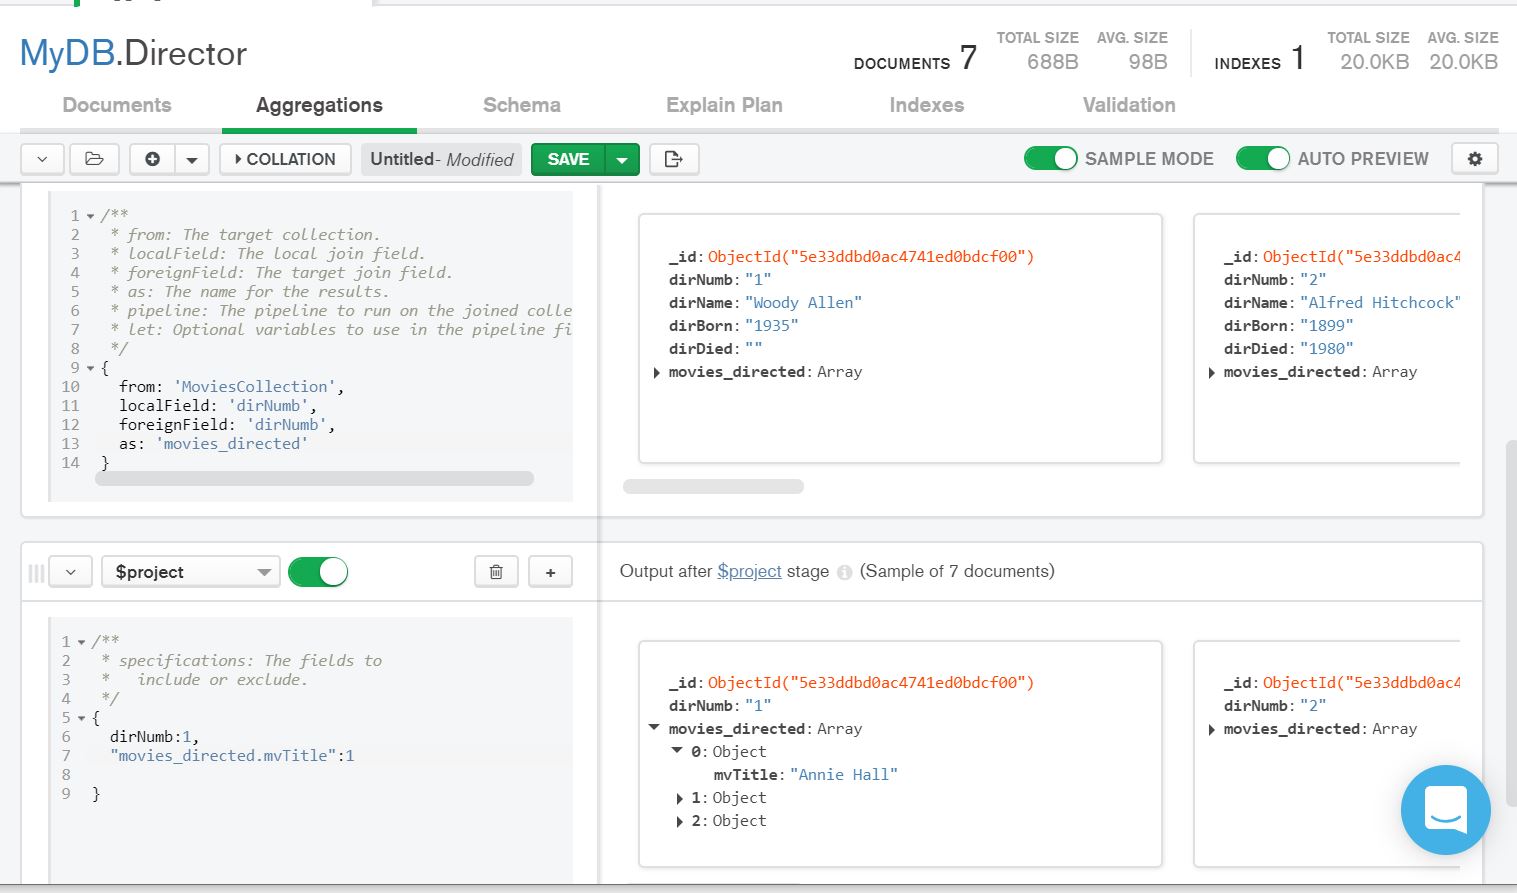 MyDB.Director
DOCUMENTS 7 TOTAL SIZE 688B AVG. SIZE 98B INDEXES 1 TOTAL SIZE 20.0KB AVG. SIZE 20.0KB
Documents Aggregations Schema Explain Plan Indexes Validation
COLLATION Untitled- Modified SAVE SAMPLE MODE AUTO PREVIEW
1 /**
2 * from: The target collection.
3 * localField: The local join field.
4 * foreignField: The target join field.
5 * as: The name for the results.
6 * pipeline: The pipeline to run on the joined colle
7 * let: Optional variables to use in the pipeline fi
8 */
9 {
10 from: 'MoviesCollection',
11 localField: 'dirNumb',
12 foreignField: 'dirNumb',
13 as: 'movies_directed'
14 }
_id: ObjectId("5e33ddbd0ac4741ed0bdcf00")
dirNumb: "1"
dirName: "Woody Allen"
dirBorn: "1935"
dirDied: ""
movies_directed: Array
_id: ObjectId("5e33ddbd0ac4
dirNumb: "2"
dirName: "Alfred Hitchcock"
dirBorn: "1899"
dirDied: "1980"
movies_directed: Array
$project
Output after $project stage (Sample of 7 documents)
1 /**
2 * specifications: The fields to
3 * include or exclude.
4 */
5 {
6 dirNumb:1,
7 "movies_directed.mvTitle":1
8
9 }
_id: ObjectId("5e33ddbd0ac4741ed0bdcf00")
dirNumb: "1"
movies_directed: Array
0: Object
mvTitle: "Annie Hall"
1: Object
2: Object
_id: ObjectId("5e33ddbd0ac4
dirNumb: "2"
movies_directed: Array